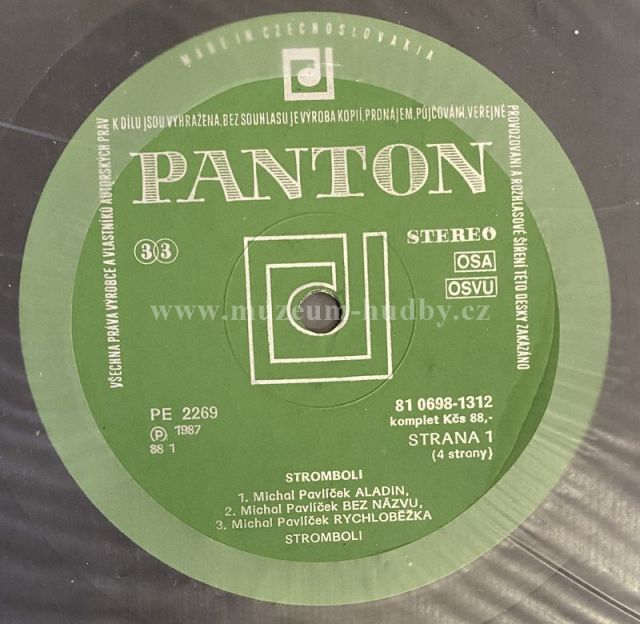 MADE IN CZECHOSLOVAKIA
VŠECHNA PRÁVA VÝROBCE A VLASTNÍKŮ AUTORSKÝCH PRÁV K DÍLU JSOU VYHRAŽENA. BEZ SOUHLASU JE VÝROBA KOPIÍ, PRONÁJEM, PŮJČOVÁNÍ, VEŘEJNÉ PROVOZOVÁNÍ A ROZHLASOVÉ ŠÍŘENÍ TÉTO DESKY ZAKÁZÁNO
PANTON
33
STEREO
OSA
OSVU
www.muzeum-hudby.cz
PE 2269
Ⓟ 1987
88 1
81 0698-1312
komplet Kčs 88,-
STRANA 1
(4 strany)
STROMBOLI
1. Michal Pavlíček ALADIN,
2. Michal Pavlíček BEZ NÁZVU,
3. Michal Pavlíček RYCHLOBĚŽKA
STROMBOLI